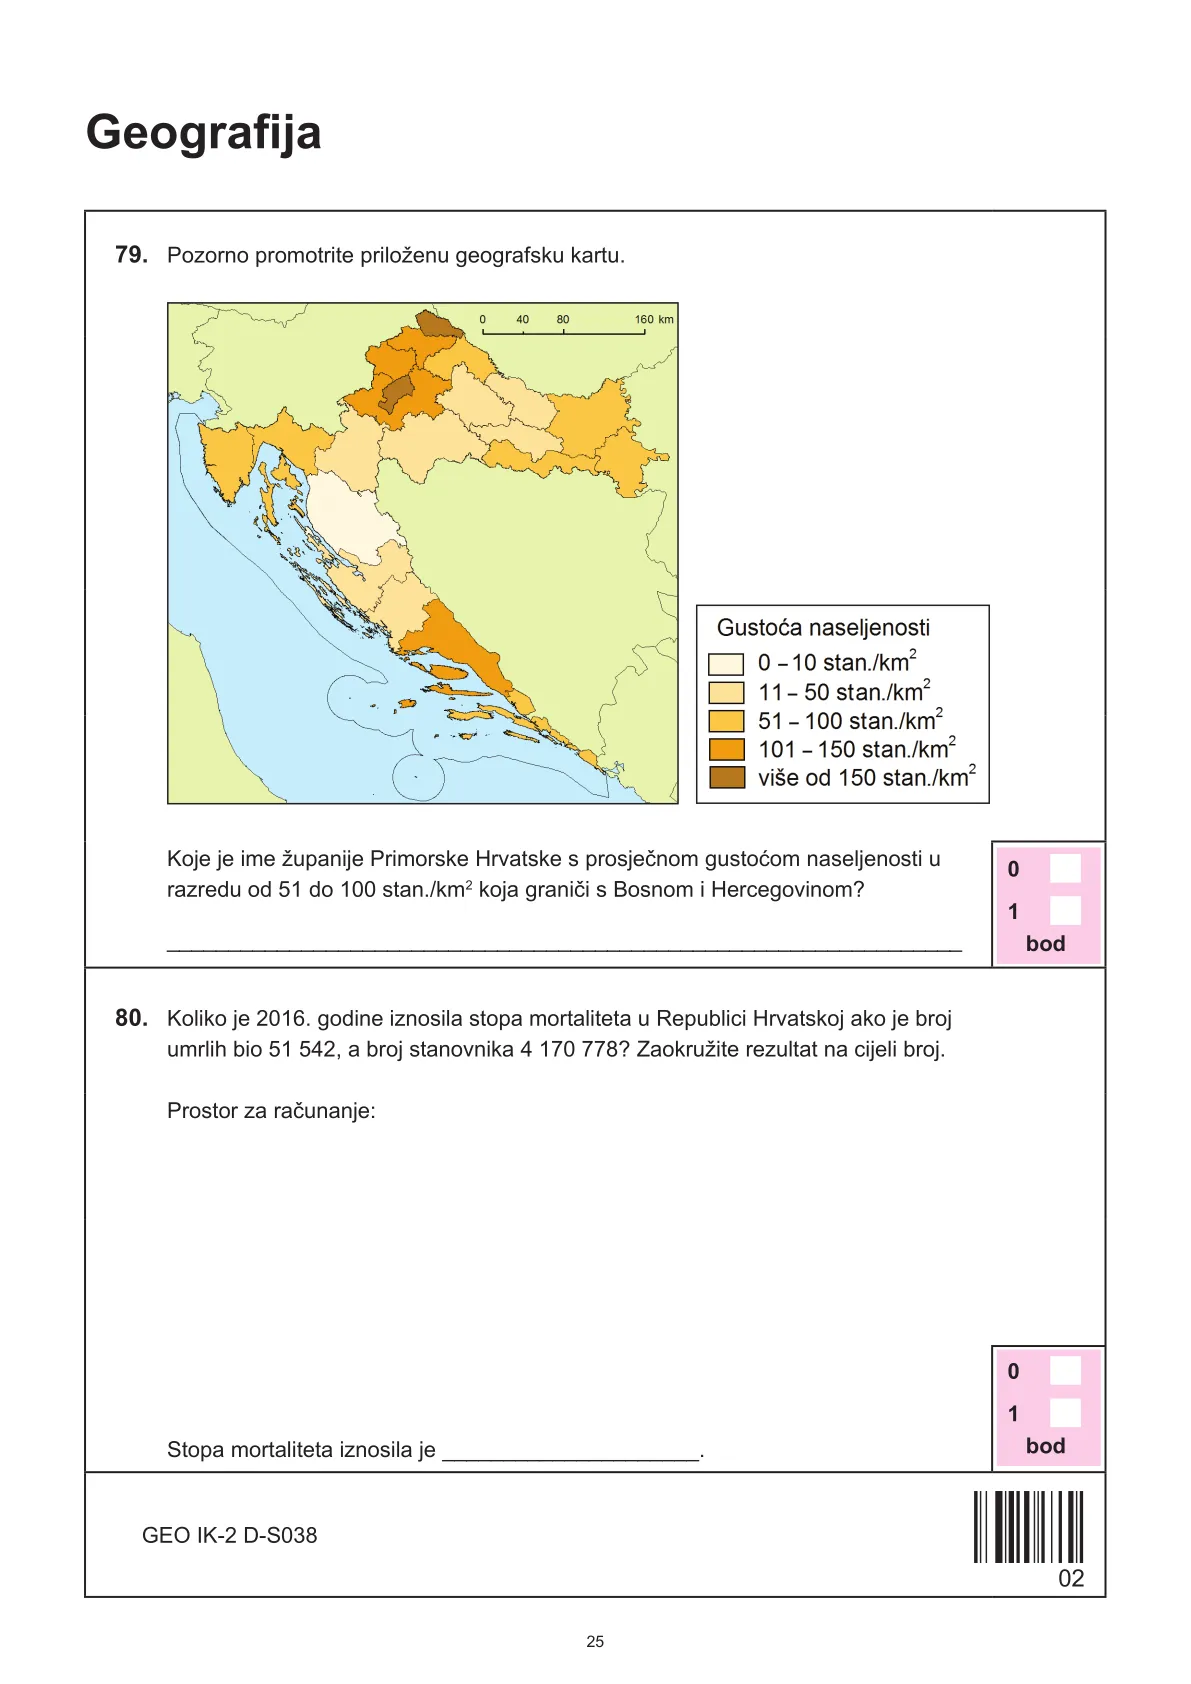 Geografija
79. Pozorno promotrite priloženu geografsku kartu.
0 40 80 160 km
Gustoća naseljenosti
0 – 10 stan./km²
11 – 50 stan./km²
51 – 100 stan./km²
101 – 150 stan./km²
više od 150 stan./km²
Koje je ime županije Primorske Hrvatske s prosječnom gustoćom naseljenosti u
razredu od 51 do 100 stan./km² koja graniči s Bosnom i Hercegovinom?
0
1
bod
80. Koliko je 2016. godine iznosila stopa mortaliteta u Republici Hrvatskoj ako je broj
umrlih bio 51 542, a broj stanovnika 4 170 778? Zaokružite rezultat na cijeli broj.
Prostor za računanje:
0
1
bod
Stopa mortaliteta iznosila je _____________________.
GEO IK-2 D-S038
02
25